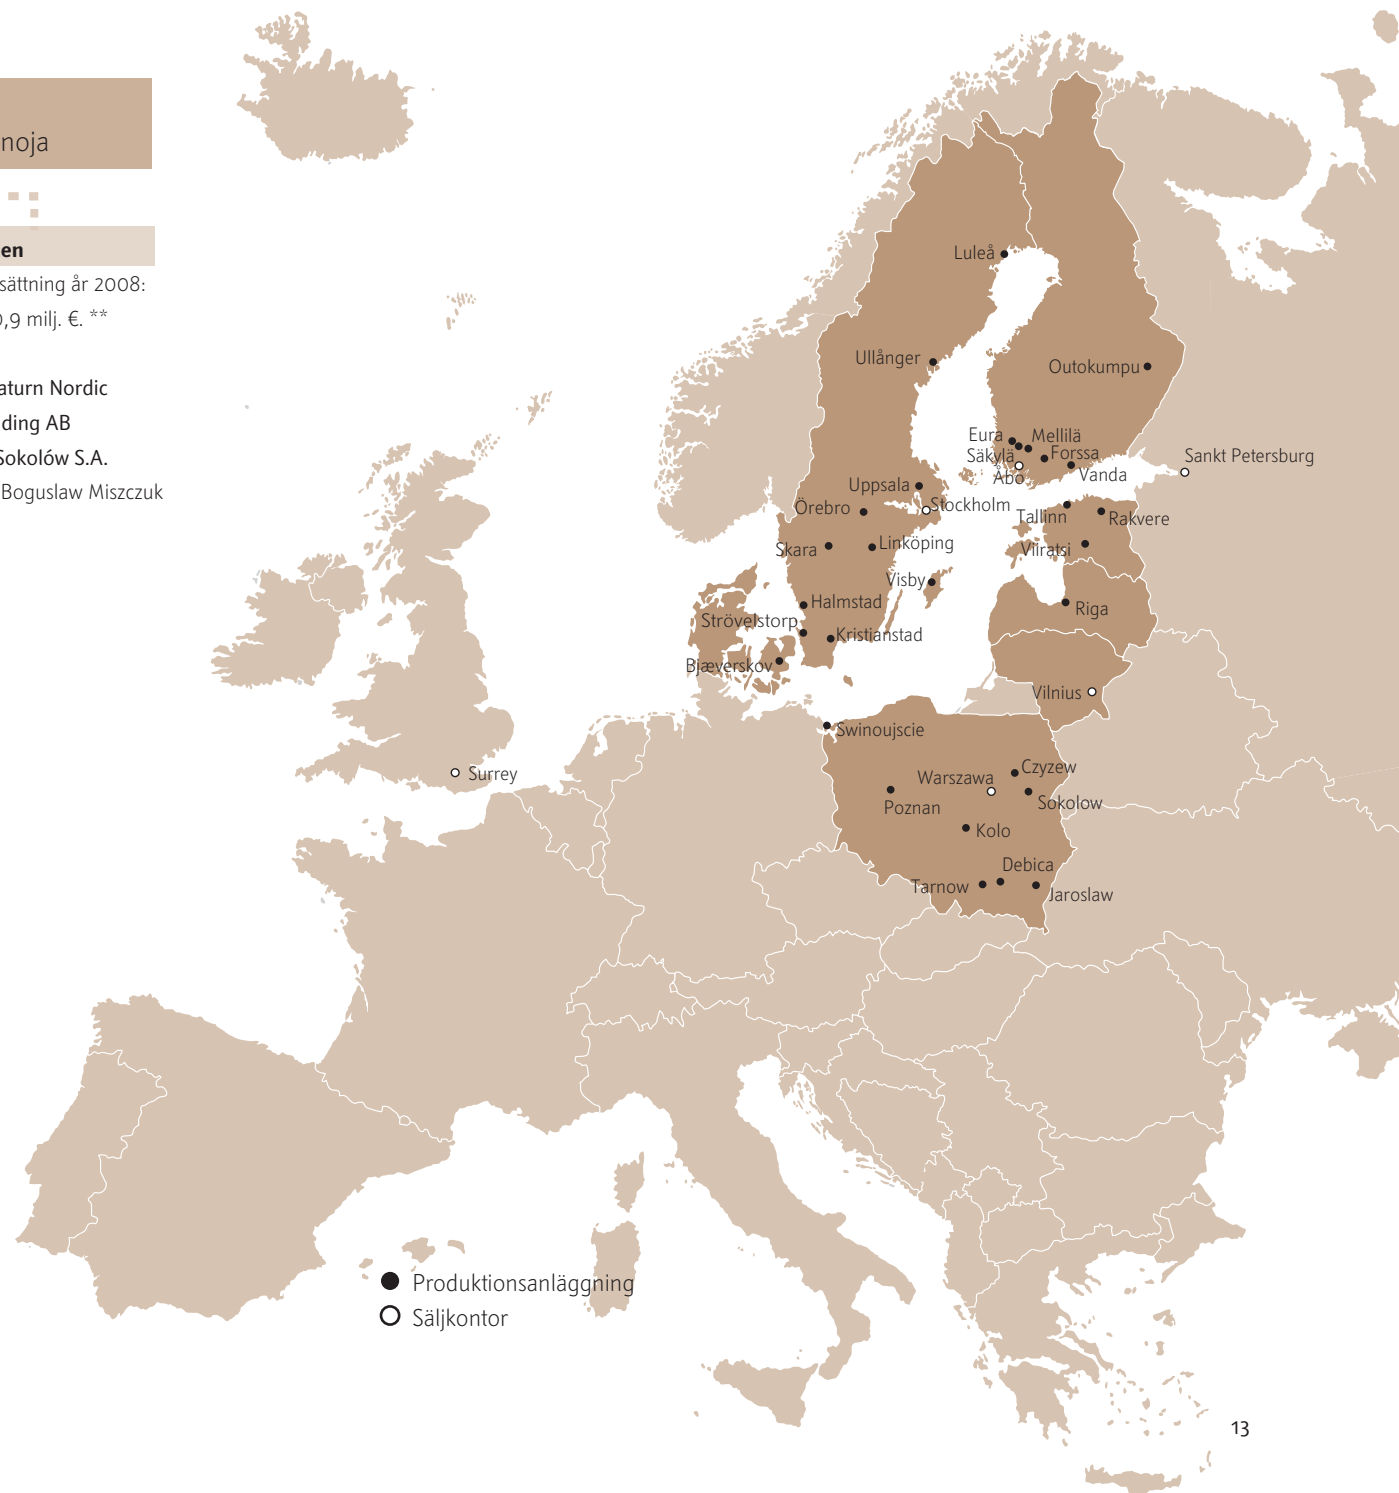 noja
en
sättning år 2008:
0,9 milj. €. **
aturn Nordic
ding AB
Sokolów S.A.
Boguslaw Miszczuk
Luleå
Ullånger
Outokumpu
Eura
Mellilä
Säkylä
Forssa
Åbo
Vanda
Sankt Petersburg
Uppsala
Örebro
Stockholm
Tallinn
Rakvere
Skara
Linköping
Viiratsi
Visby
Halmstad
Riga
Strövelstorp
Kristianstad
Bjæverskov
Vilnius
Swinoujscie
Surrey
Czyzew
Warszawa
Sokolow
Poznan
Kolo
Debica
Tarnow
Jaroslaw
Produktionsanläggning
Säljkontor
13